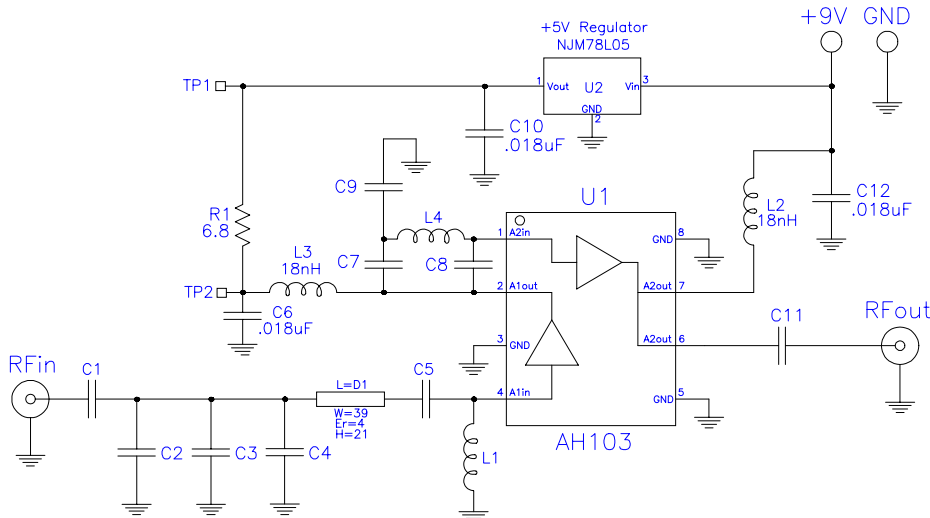 +5V Regulator
NJM78L05
+9V GND
TP1
1
Vout
U2
Vin
3
GND
2
C10
.018uF
C9
C12
.018uF
L2
18nH
U1
R1
6.8
L4
L3
18nH
C7
C8
1
A2in
GND
8
TP2
2
A1out
A2out
7
C6
.018uF
3
GND
A2out
6
C11
RFout
RFin
C1
L=D1
W=39
Er=4
H=21
C5
4
A1in
GND
5
AH103
C2
C3
C4
L1